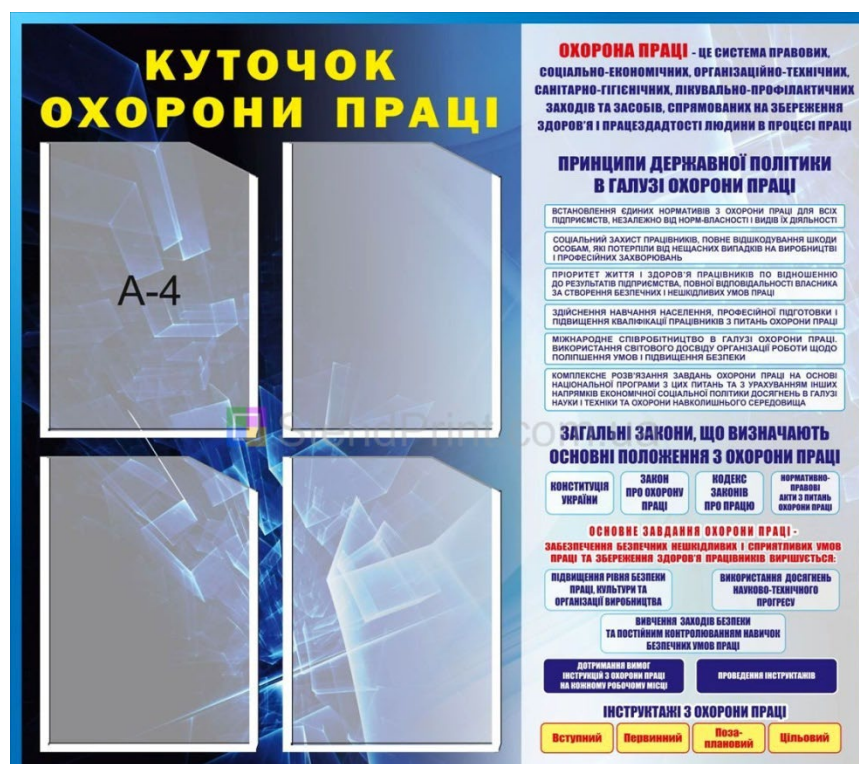 КУТОЧОК
ОХОРОНИ ПРАЦІ
А-4
ОХОРОНА ПРАЦІ - ЦЕ СИСТЕМА ПРАВОВИХ,
СОЦІАЛЬНО-ЕКОНОМІЧНИХ, ОРГАНІЗАЦІЙНО-ТЕХНІЧНИХ,
САНІТАРНО-ГІГІЄНІЧНИХ, ЛІКУВАЛЬНО-ПРОФІЛАКТИЧНИХ
ЗАХОДІВ ТА ЗАСОБІВ, СПРЯМОВАНИХ НА ЗБЕРЕЖЕННЯ
ЗДОРОВ'Я І ПРАЦЕЗДАДТОСТІ ЛЮДИНИ В ПРОЦЕСІ ПРАЦІ
ПРИНЦИПИ ДЕРЖАВНОЇ ПОЛІТИКИ
В ГАЛУЗІ ОХОРОНИ ПРАЦІ
ВСТАНОВЛЕННЯ ЄДИНИХ НОРМАТИВІВ З ОХОРОНИ ПРАЦІ ДЛЯ ВСІХ
ПІДПРИЄМСТВ, НЕЗАЛЕЖНО ВІД НОРМ-ВЛАСНОСТІ І ВИДІВ ЇХ ДІЯЛЬНОСТІ
СОЦІАЛЬНИЙ ЗАХИСТ ПРАЦІВНИКІВ, ПОВНЕ ВІДШКОДУВАННЯ ШКОДИ
ОСОБАМ, ЯКІ ПОТЕРПІЛИ ВІД НЕЩАСНИХ ВИПАДКІВ НА ВИРОБНИЦТВІ
І ПРОФЕСІЙНИХ ЗАХВОРЮВАНЬ
ПРІОРИТЕТ ЖИТТЯ І ЗДОРОВ'Я ПРАЦІВНИКІВ ПО ВІДНОШЕННЮ
ДО РЕЗУЛЬТАТІВ ПІДПРИЄМСТВА, ПОВНОЇ ВІДПОВІДАЛЬНОСТІ ВЛАСНИКА
ЗА СТВОРЕННЯ БЕЗПЕЧНИХ І НЕШКІДЛИВИХ УМОВ ПРАЦІ
ЗДІЙСНЕННЯ НАВЧАННЯ НАСЕЛЕННЯ, ПРОФЕСІЙНОЇ ПІДГОТОВКИ І
ПІДВИЩЕННЯ КВАЛІФІКАЦІЇ ПРАЦІВНИКІВ З ПИТАНЬ ОХОРОНИ ПРАЦІ
МІЖНАРОДНЕ СПІВРОБІТНИЦТВО В ГАЛУЗІ ОХОРОНИ ПРАЦІ.
ВИКОРИСТАННЯ СВІТОВОГО ДОСВІДУ ОРГАНІЗАЦІЇ РОБОТИ ЩОДО
ПОЛІПШЕННЯ УМОВ І ПІДВИЩЕННЯ БЕЗПЕКИ
КОМПЛЕКСНЕ РОЗВ'ЯЗАННЯ ЗАВДАНЬ ОХОРОНИ ПРАЦІ НА ОСНОВІ
НАЦІОНАЛЬНОЇ ПРОГРАМИ З ЦИХ ПИТАНЬ ТА З УРАХУВАННЯМ ІНШИХ
НАПРЯМКІВ ЕКОНОМІЧНОЇ СОЦІАЛЬНОЇ ПОЛІТИКИ ДОСЯГНЕНЬ В ГАЛУЗІ
НАУКИ І ТЕХНІКИ ТА ОХОРОНИ НАВКОЛИШНЬОГО СЕРЕДОВИЩА
StendPrint.com.ua
ЗАГАЛЬНІ ЗАКОНИ, ЩО ВИЗНАЧАЮТЬ
ОСНОВНІ ПОЛОЖЕННЯ З ОХОРОНИ ПРАЦІ
КОНСТИТУЦІЯ
УКРАЇНИ
ЗАКОН
ПРО ОХОРОНУ
ПРАЦІ
КОДЕКС
ЗАКОНІВ
ПРО ПРАЦЮ
НОРМАТИВНО-
ПРАВОВІ
АКТИ З ПИТАНЬ
ОХОРОНИ ПРАЦІ
ОСНОВНЕ ЗАВДАННЯ ОХОРОНИ ПРАЦІ -
ЗАБЕЗПЕЧЕННЯ БЕЗПЕЧНИХ НЕШКІДЛИВИХ І СПРИЯТЛИВИХ УМОВ
ПРАЦІ ТА ЗБЕРЕЖЕННЯ ЗДОРОВ'Я ПРАЦІВНИКІВ ВИРІШУЄТЬСЯ:
ПІДВИЩЕННЯ РІВНЯ БЕЗПЕКИ
ПРАЦІ, КУЛЬТУРИ ТА
ОРГАНІЗАЦІЇ ВИРОБНИЦТВА
ВИКОРИСТАННЯ ДОСЯГНЕНЬ
НАУКОВО-ТЕХНІЧНОГО
ПРОГРЕСУ
ВИВЧЕННЯ ЗАХОДІВ БЕЗПЕКИ
ТА ПОСТІЙНИМ КОНТРОЛЮВАННЯМ НАВИЧОК
БЕЗПЕЧНИХ УМОВ ПРАЦІ
ДОТРИМАННЯ ВИМОГ
ІНСТРУКЦІЙ З ОХОРОНИ ПРАЦІ
НА КОЖНОМУ РОБОЧОМУ МІСЦІ
ПРОВЕДЕННЯ ІНСТРУКТАЖІВ
ІНСТРУКТАЖІ З ОХОРОНИ ПРАЦІ
Вступний
Первинний
Поза-
плановий
Цільовий